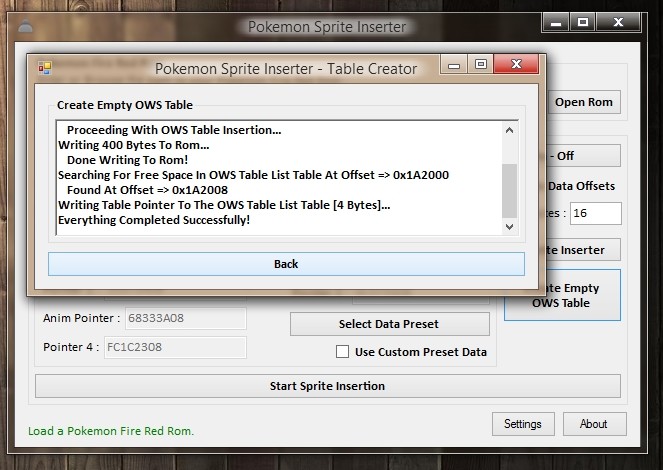 Pokemon Sprite Inserter
Pokemon Sprite Inserter - Table Creator
Create Empty OWS Table
Open Rom
Proceeding With OWS Table Insertion...
Writing 400 Bytes To Rom...
Done Writing To Rom!
- Off
Searching For Free Space In OWS Table List Table At Offset => 0x1A2000
Found At Offset => 0x1A2008
Data Offsets
Writing Table Pointer To The OWS Table List Table [4 Bytes]...
Everything Completed Successfully!
: 16
Inserter
Back
Empty
OWS Table
Anim Pointer : 68333A08
Select Data Preset
Pointer 4 : FC1C2308
Use Custom Preset Data
Start Sprite Insertion
Load a Pokemon Fire Red Rom.
Settings
About